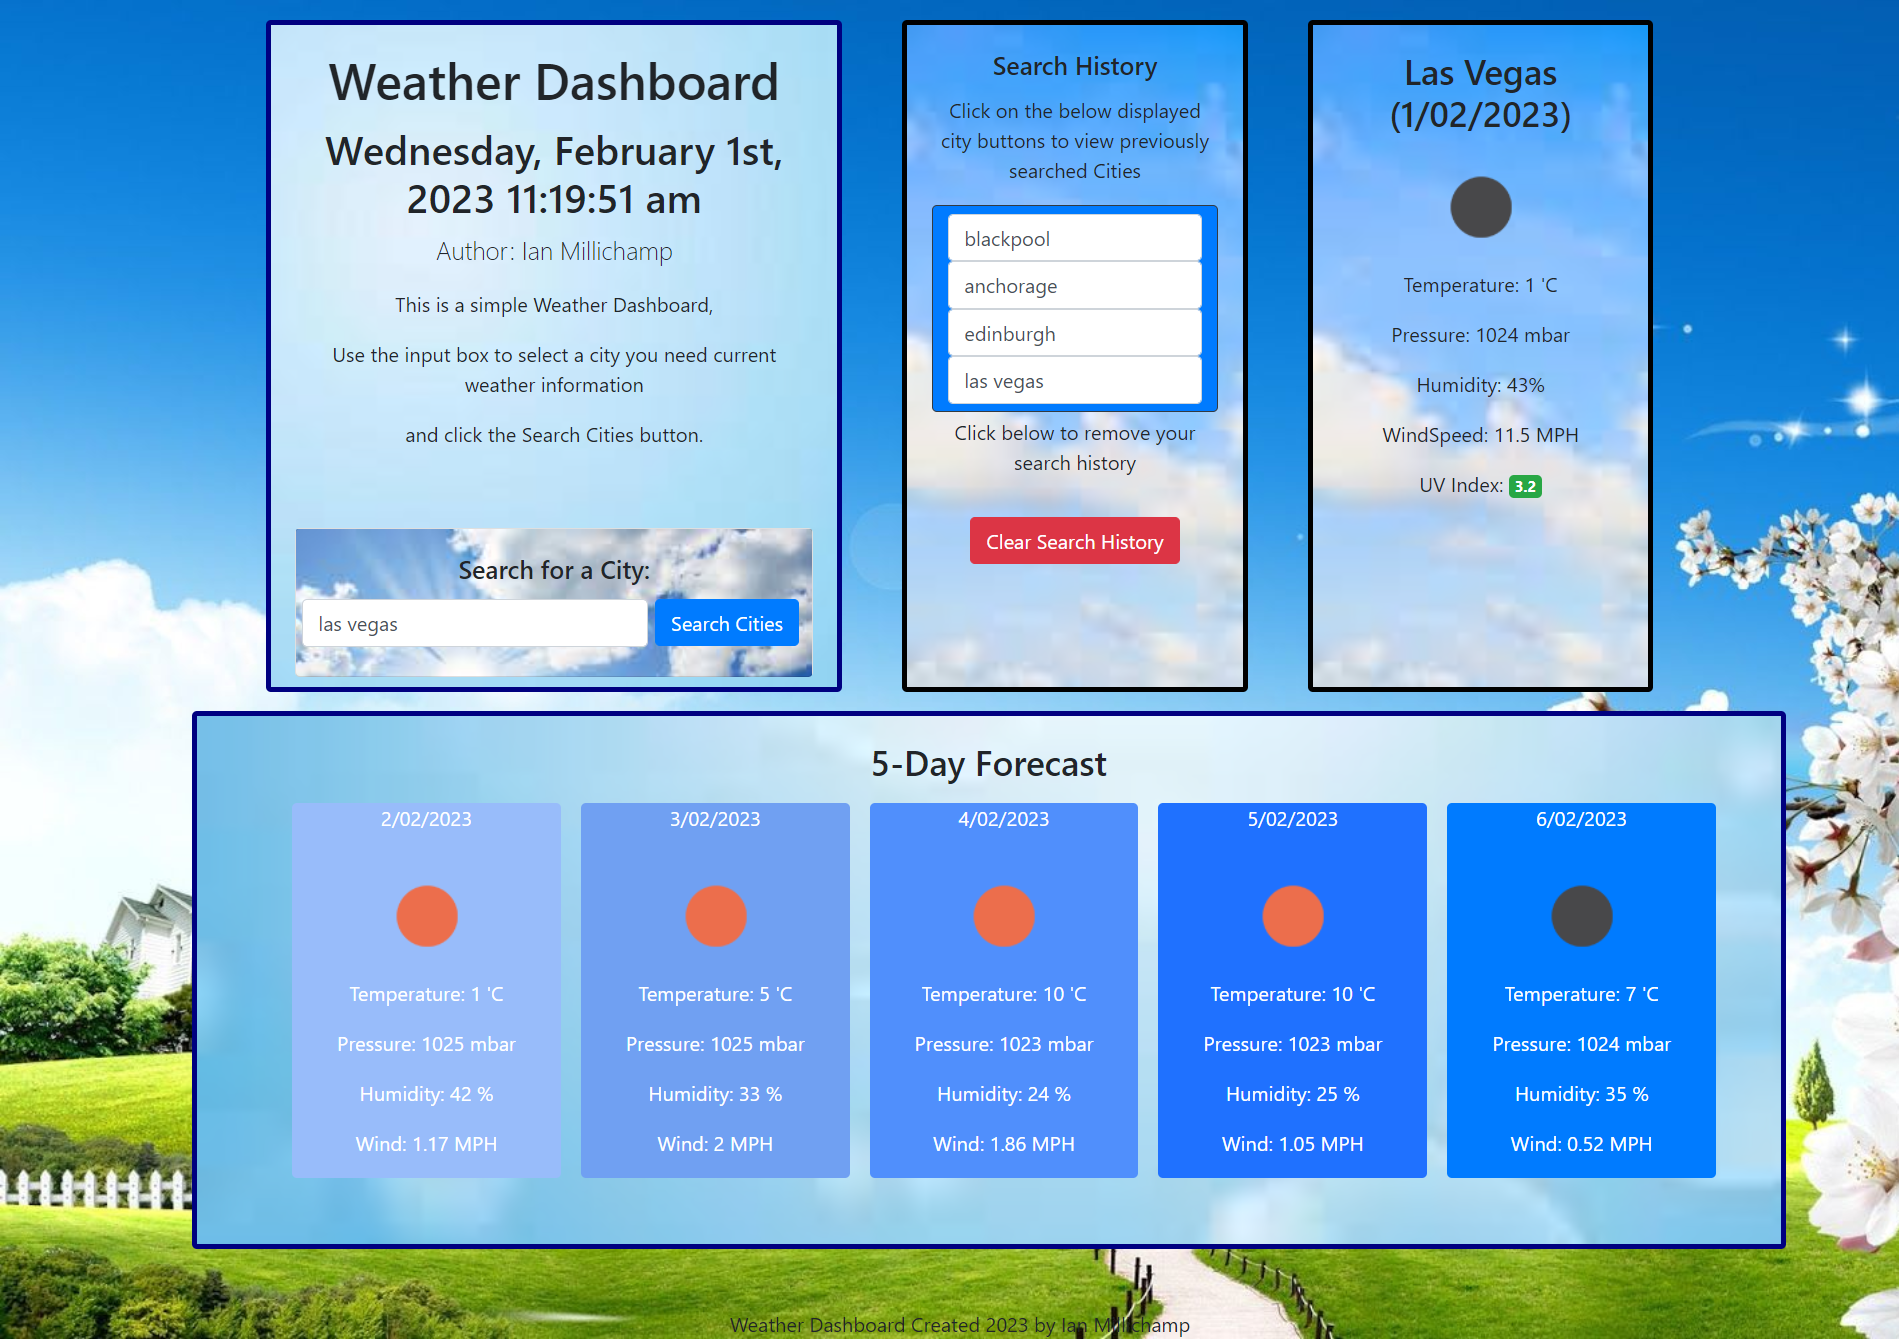 Weather Dashboard
Wednesday, February 1st,
2023 11:19:51 am
Author: Ian Millichamp
This is a simple Weather Dashboard,
Use the input box to select a city you need current
weather information
and click the Search Cities button.
Search for a City:
las vegas
Search Cities
Search History
Click on the below displayed
city buttons to view previously
searched Cities
blackpool
anchorage
edinburgh
las vegas
Click below to remove your
search history
Clear Search History
Las Vegas
(1/02/2023)
Temperature: 1 'C
Pressure: 1024 mbar
Humidity: 43%
WindSpeed: 11.5 MPH
UV Index: 3.2
5-Day Forecast
2/02/2023
Temperature: 1 'C
Pressure: 1025 mbar
Humidity: 42 %
Wind: 1.17 MPH
3/02/2023
Temperature: 5 'C
Pressure: 1025 mbar
Humidity: 33 %
Wind: 2 MPH
4/02/2023
Temperature: 10 'C
Pressure: 1023 mbar
Humidity: 24 %
Wind: 1.86 MPH
5/02/2023
Temperature: 10 'C
Pressure: 1023 mbar
Humidity: 25 %
Wind: 1.05 MPH
6/02/2023
Temperature: 7 'C
Pressure: 1024 mbar
Humidity: 35 %
Wind: 0.52 MPH
Weather Dashboard Created 2023 by Ian Millichamp